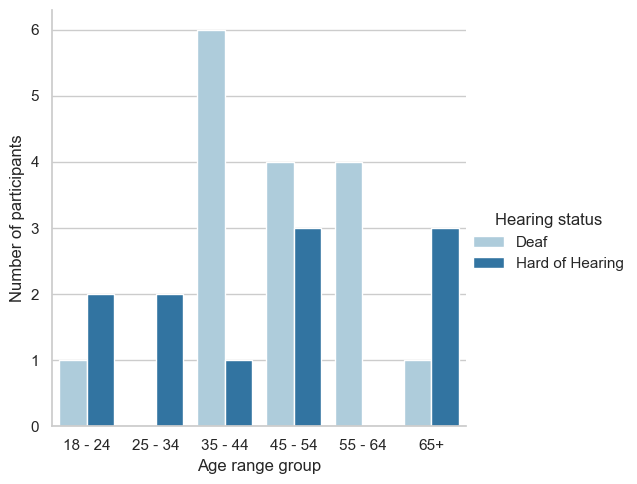 6
5
4
3
2
1
0
Number of participants
18 - 24 25 - 34 35 - 44 45 - 54 55 - 64 65+
Age range group
Hearing status
Deaf
Hard of Hearing